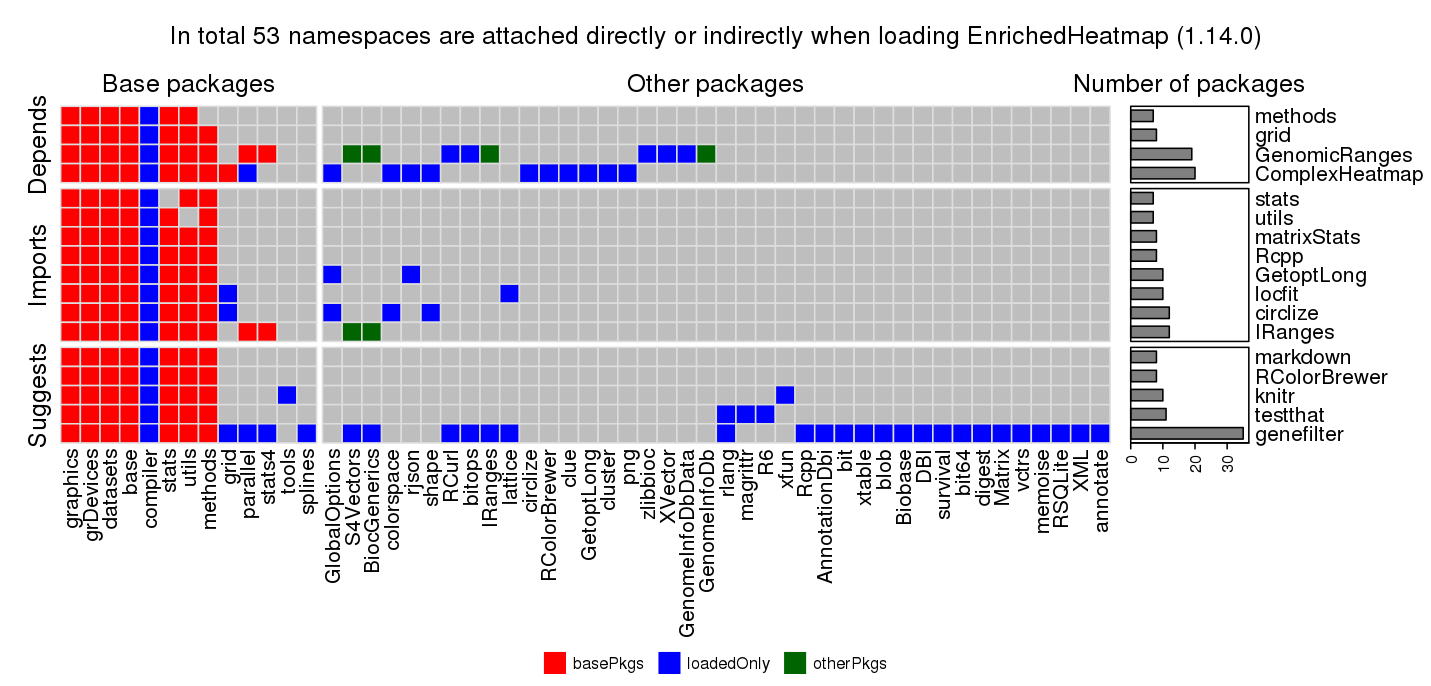 In total 53 namespaces are attached directly or indirectly when loading EnrichedHeatmap (1.14.0)
Base packages
Other packages
Number of packages
Depends
methods
grid
GenomicRanges
ComplexHeatmap
Imports
stats
utils
matrixStats
Rcpp
GetoptLong
locfit
circlize
IRanges
Suggests
markdown
RColorBrewer
knitr
testthat
genefilter
0
10
20
30
graphics
grDevices
datasets
base
compiler
stats
utils
methods
grid
parallel
stats4
tools
splines
GlobalOptions
S4Vectors
BiocGenerics
colorspace
rjson
shape
RCurl
bitops
IRanges
lattice
circlize
RColorBrewer
clue
GetoptLong
cluster
png
zlibbioc
XVector
GenomeInfoDbData
GenomeInfoDb
rlang
magrittr
R6
xfun
Rcpp
AnnotationDbi
bit
xtable
blob
Biobase
DBI
survival
bit64
digest
Matrix
vctrs
memoise
RSQLite
XML
annotate
basePkgs
loadedOnly
otherPkgs